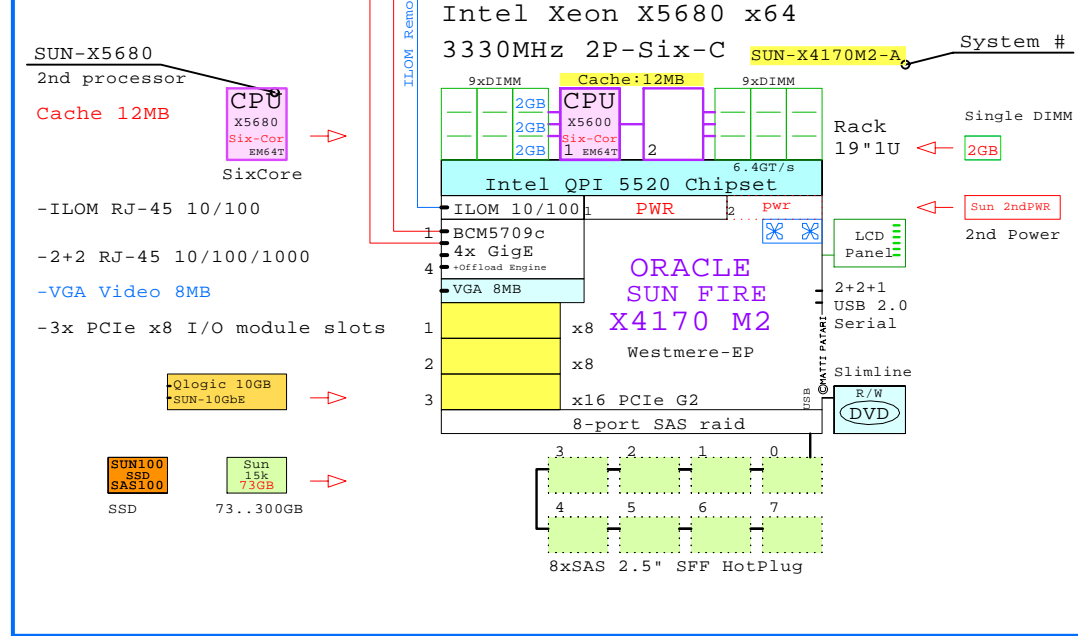 Intel Xeon X5680 x64
3330MHz 2P-Six-C
SUN-X4170M2-A
System #
ILOM Remo
SUN-X5680
2nd processor
Cache 12MB
CPU
X5680
Six-Cor
EM64T
SixCore
9xDIMM
Cache:12MB
9xDIMM
2GB
2GB
2GB
CPU
X5600
Six-Cor
1 EM64T
2
Rack
19"1U
Single DIMM
2GB
6.4GT/s
Intel QPI 5520 Chipset
-ILOM RJ-45 10/100
ILOM 10/100
1 PWR
2 pwr
Sun 2ndPWR
2nd Power
1 BCM5709c
4x GigE
4 +Offload Engine
-2+2 RJ-45 10/100/1000
LCD
Panel
ORACLE
SUN FIRE
X4170 M2
Westmere-EP
-VGA Video 8MB
VGA 8MB
2+2+1
USB 2.0
Serial
-3x PCIe x8 I/O module slots
1 x8
2 x8
3 x16 PCIe G2
©MATTI PATARI
USB
Slimline
R/W
DVD
Qlogic 10GB
SUN-10GbE
8-port SAS raid
SUN100
SSD
SAS100
SSD
Sun
15k
73GB
73..300GB
3 2 1 0
4 5 6 7
8xSAS 2.5" SFF HotPlug